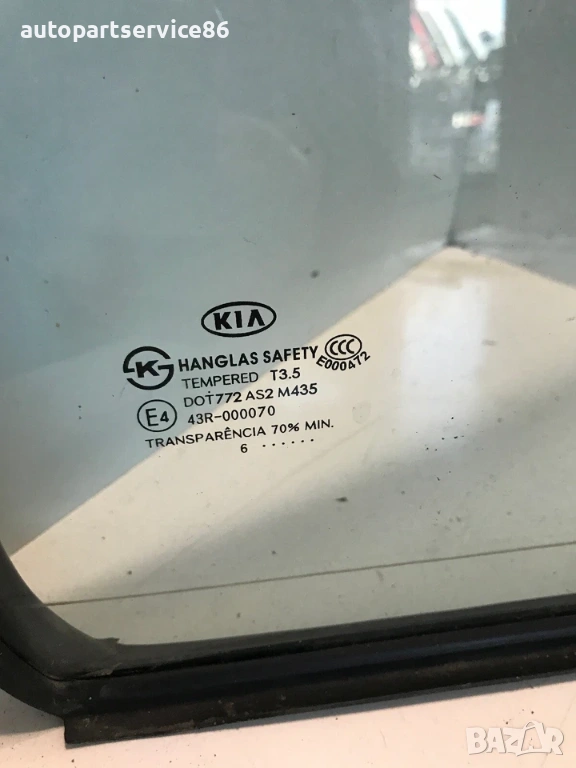 autopartservice86
KIA
K HANGLAS SAFETY CCC
E000472
TEMPERED T3.5
DOT772 AS2 M435
E4 43R-000070
TRANSPARÊNCIA 70% MIN.
6 ......
BAZAR